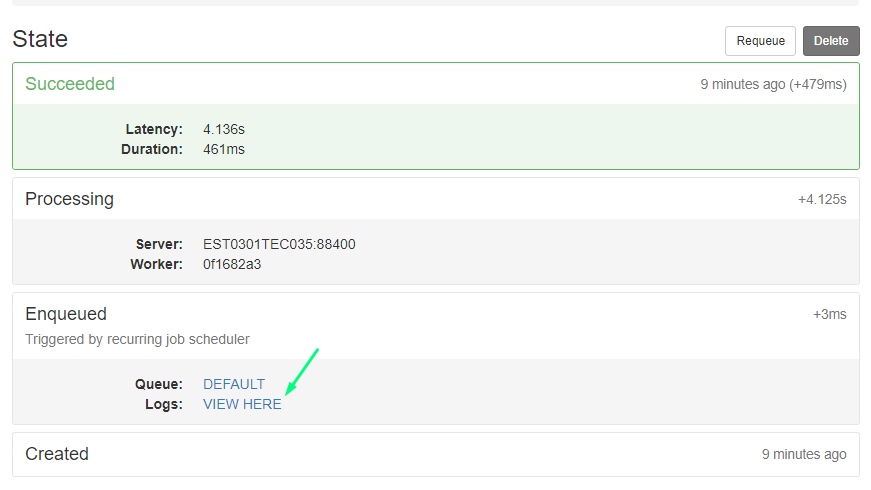 State
Requeue
Delete
Succeeded
9 minutes ago (+479ms)
Latency: 4.136s
Duration: 461ms
Processing
+4.125s
Server: EST0301TEC035:88400
Worker: 0f1682a3
Enqueued
+3ms
Triggered by recurring job scheduler
Queue: DEFAULT
Logs: VIEW HERE
Created
9 minutes ago